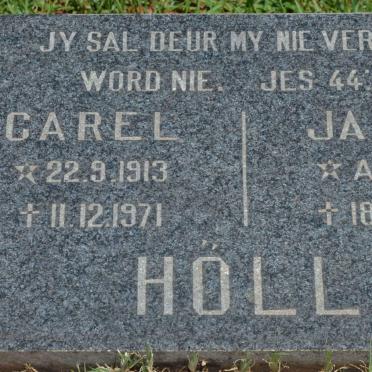 JY SAL DEUR MY NIE VER
WORD NIE. JES 44:
CAREL JA
☆ 22.9.1913 ☆ A
✝ 11.12.1971 ✝ 18
HÖLL